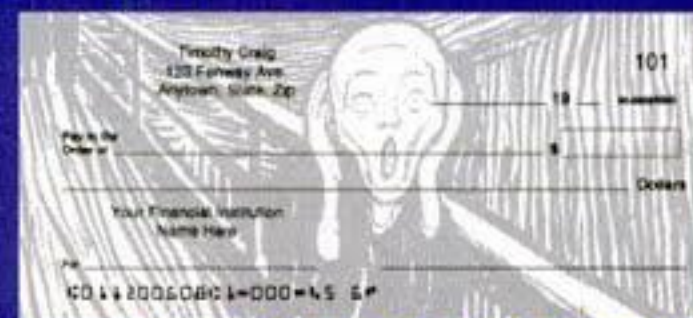 Timothy Craig
123 Fenway Ave.
Anytown, State, Zip
101
19
Pay to the
Order of
$
Dollars
Your Financial Institution
Name Here
For